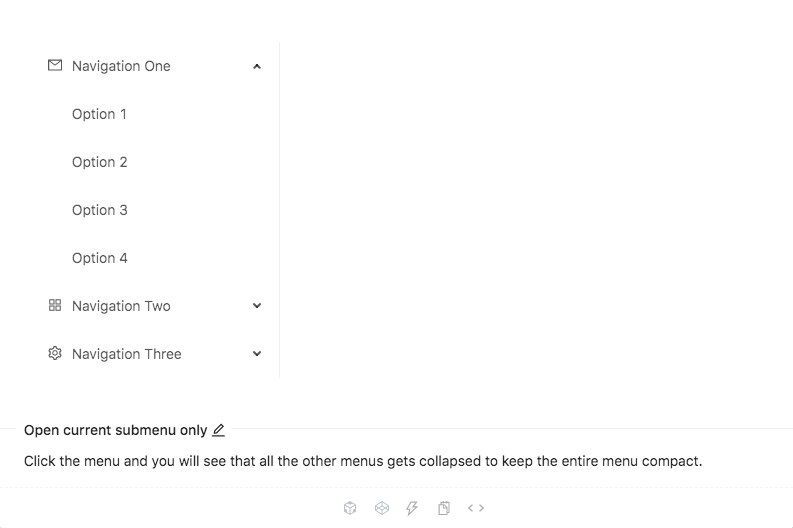 Navigation One
Option 1
Option 2
Option 3
Option 4
Navigation Two
Navigation Three
Open current submenu only
Click the menu and you will see that all the other menus gets collapsed to keep the entire menu compact.